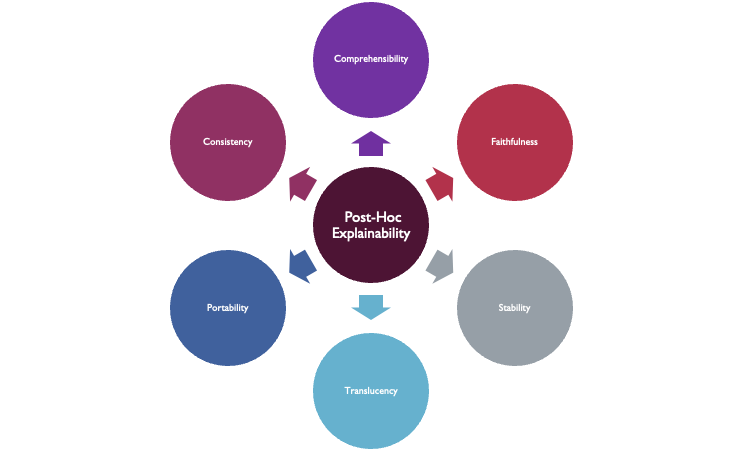 Comprehensibility
Consistency
Faithfulness
Post-Hoc
Explainability
Portability
Stability
Translucency